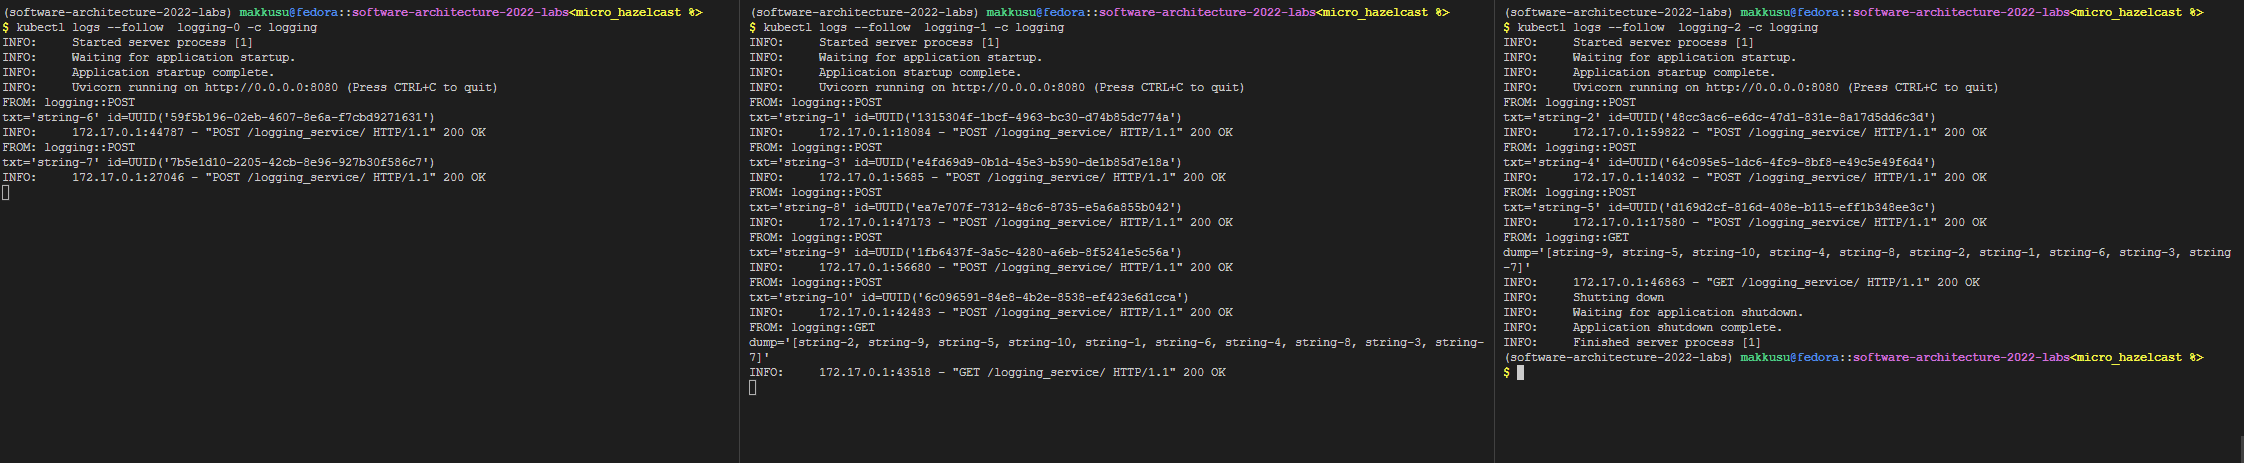 (software-architecture-2022-labs) makkusu@fedora::software-architecture-2022-labs<micro_hazelcast %>
$ kubectl logs --follow  logging-0 -c logging
INFO:     Started server process [1]
INFO:     Waiting for application startup.
INFO:     Application startup complete.
INFO:     Uvicorn running on http://0.0.0.0:8080 (Press CTRL+C to quit)
FROM: logging::POST
txt='string-6' id=UUID('59f5b196-02eb-4607-8e6a-f7cbd9271631')
INFO:     172.17.0.1:44787 - "POST /logging_service/ HTTP/1.1" 200 OK
FROM: logging::POST
txt='string-7' id=UUID('7b5e1d10-2205-42cb-8e96-927b30f586c7')
INFO:     172.17.0.1:27046 - "POST /logging_service/ HTTP/1.1" 200 OK
(software-architecture-2022-labs) makkusu@fedora::software-architecture-2022-labs<micro_hazelcast %>
$ kubectl logs --follow  logging-1 -c logging
INFO:     Started server process [1]
INFO:     Waiting for application startup.
INFO:     Application startup complete.
INFO:     Uvicorn running on http://0.0.0.0:8080 (Press CTRL+C to quit)
FROM: logging::POST
txt='string-1' id=UUID('1315304f-1bcf-4963-bc30-d74b85dc774a')
INFO:     172.17.0.1:18084 - "POST /logging_service/ HTTP/1.1" 200 OK
FROM: logging::POST
txt='string-3' id=UUID('e4fd69d9-0b1d-45e3-b590-de1b85d7e18a')
INFO:     172.17.0.1:5685 - "POST /logging_service/ HTTP/1.1" 200 OK
FROM: logging::POST
txt='string-8' id=UUID('ea7e707f-7312-48c6-8735-e5a6a855b042')
INFO:     172.17.0.1:47173 - "POST /logging_service/ HTTP/1.1" 200 OK
FROM: logging::POST
txt='string-9' id=UUID('1fb6437f-3a5c-4280-a6eb-8f5241e5c56a')
INFO:     172.17.0.1:56680 - "POST /logging_service/ HTTP/1.1" 200 OK
FROM: logging::POST
txt='string-10' id=UUID('6c096591-84e8-4b2e-8538-ef423e6d1cca')
INFO:     172.17.0.1:42483 - "POST /logging_service/ HTTP/1.1" 200 OK
FROM: logging::GET
dump='[string-2, string-9, string-5, string-10, string-1, string-6, string-4, string-8, string-3, string-
7]'
INFO:     172.17.0.1:43518 - "GET /logging_service/ HTTP/1.1" 200 OK
(software-architecture-2022-labs) makkusu@fedora::software-architecture-2022-labs<micro_hazelcast %>
$ kubectl logs --follow  logging-2 -c logging
INFO:     Started server process [1]
INFO:     Waiting for application startup.
INFO:     Application startup complete.
INFO:     Uvicorn running on http://0.0.0.0:8080 (Press CTRL+C to quit)
FROM: logging::POST
txt='string-2' id=UUID('48cc3ac6-e6dc-47d1-831e-8a17d5dd6c3d')
INFO:     172.17.0.1:59822 - "POST /logging_service/ HTTP/1.1" 200 OK
FROM: logging::POST
txt='string-4' id=UUID('64c095e5-1dc6-4fc9-8bf8-e49c5e49f6d4')
INFO:     172.17.0.1:14032 - "POST /logging_service/ HTTP/1.1" 200 OK
FROM: logging::POST
txt='string-5' id=UUID('d169d2cf-816d-408e-b115-eff1b348ee3c')
INFO:     172.17.0.1:17580 - "POST /logging_service/ HTTP/1.1" 200 OK
FROM: logging::GET
dump='[string-9, string-5, string-10, string-4, string-8, string-2, string-1, string-6, string-3, string
-7]'
INFO:     172.17.0.1:46863 - "GET /logging_service/ HTTP/1.1" 200 OK
INFO:     Shutting down
INFO:     Waiting for application shutdown.
INFO:     Application shutdown complete.
INFO:     Finished server process [1]
(software-architecture-2022-labs) makkusu@fedora::software-architecture-2022-labs<micro_hazelcast %>
$